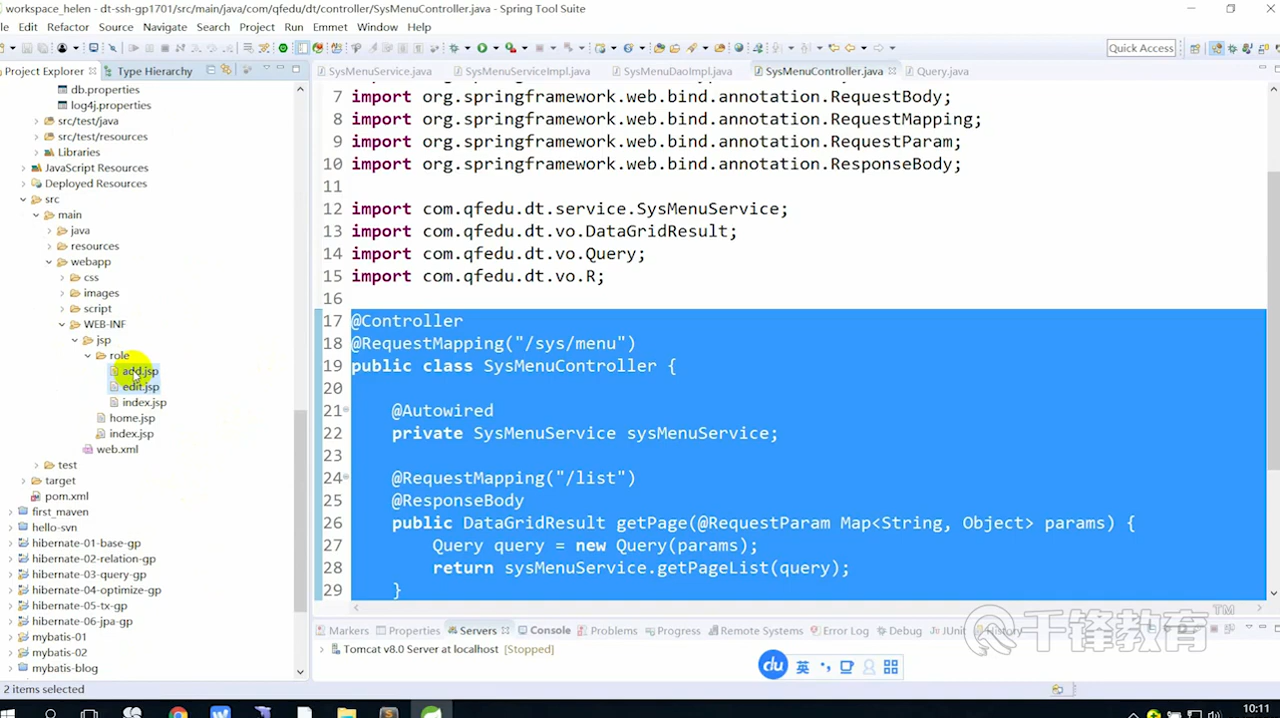 workspace_helen - dt-ssh-gp1701/src/main/java/com/qfedu/dt/controller/SysMenuController.java - Spring Tool Suite
Edit Refactor Source Navigate Search Project Run Emmet Window Help
Quick Access
Project Explorer Type Hierarchy
SysMenuService.java SysMenuServiceImpl.java SysMenuDaoImpl.java SysMenuController.java Query.java
db.properties
log4j.properties
src/test/java
src/test/resources
Libraries
JavaScript Resources
Deployed Resources
src
main
java
resources
webapp
css
images
script
WEB-INF
jsp
role
add.jsp
edit.jsp
index.jsp
home.jsp
index.jsp
web.xml
test
target
pom.xml
first_maven
hello-svn
hibernate-01-base-gp
hibernate-02-relation-gp
hibernate-03-query-gp
hibernate-04-optimize-gp
hibernate-05-tx-gp
hibernate-06-jpa-gp
mybatis-01
mybatis-02
mybatis-blog
7 import org.springframework.web.bind.annotation.RequestBody;
8 import org.springframework.web.bind.annotation.RequestMapping;
9 import org.springframework.web.bind.annotation.RequestParam;
10 import org.springframework.web.bind.annotation.ResponseBody;
11
12 import com.qfedu.dt.service.SysMenuService;
13 import com.qfedu.dt.vo.DataGridResult;
14 import com.qfedu.dt.vo.Query;
15 import com.qfedu.dt.vo.R;
16
17 @Controller
18 @RequestMapping("/sys/menu")
19 public class SysMenuController {
20
21 @Autowired
22 private SysMenuService sysMenuService;
23
24 @RequestMapping("/list")
25 @ResponseBody
26 public DataGridResult getPage(@RequestParam Map<String, Object> params) {
27 Query query = new Query(params);
28 return sysMenuService.getPageList(query);
29 }
Markers Properties Servers Console Problems Progress Remote Systems Error Log Debug JUnit History
Tomcat v8.0 Server at localhost [Stopped]
千锋教育 TM
du 英
2 items selected
10:11